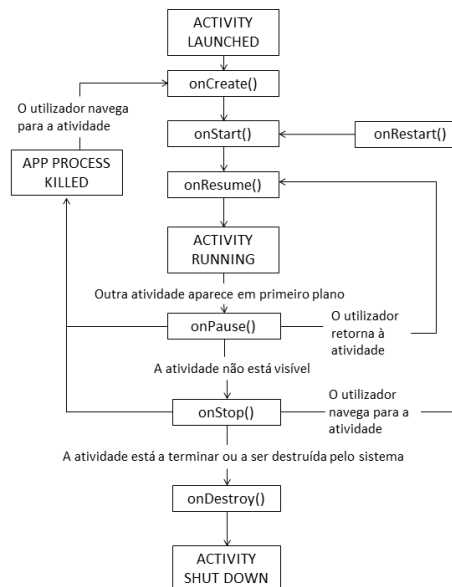 ACTIVITY
LAUNCHED
onCreate()
O utilizador navega
para a atividade
onStart()
onRestart()
APP PROCESS
KILLED
onResume()
ACTIVITY
RUNNING
Outra atividade aparece em primeiro plano
onPause()
O utilizador
retorna à
atividade
A atividade não está visível
onStop()
O utilizador
navega para a
atividade
A atividade está a terminar ou a ser destruída pelo sistema
onDestroy()
ACTIVITY
SHUT DOWN